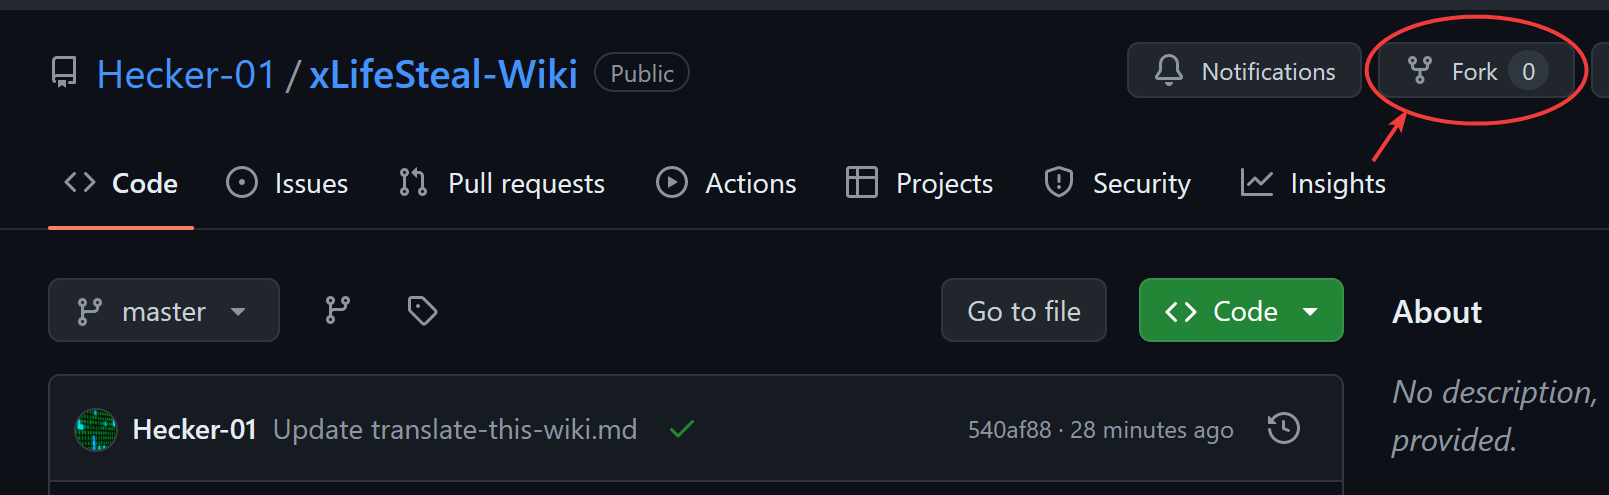 Hecker-01 / xLifeSteal-Wiki Public Notifications Fork 0
Code Issues Pull requests Actions Projects Security Insights
master Go to file Code About
No description,
provided.
Hecker-01 Update translate-this-wiki.md 540af88 · 28 minutes ago